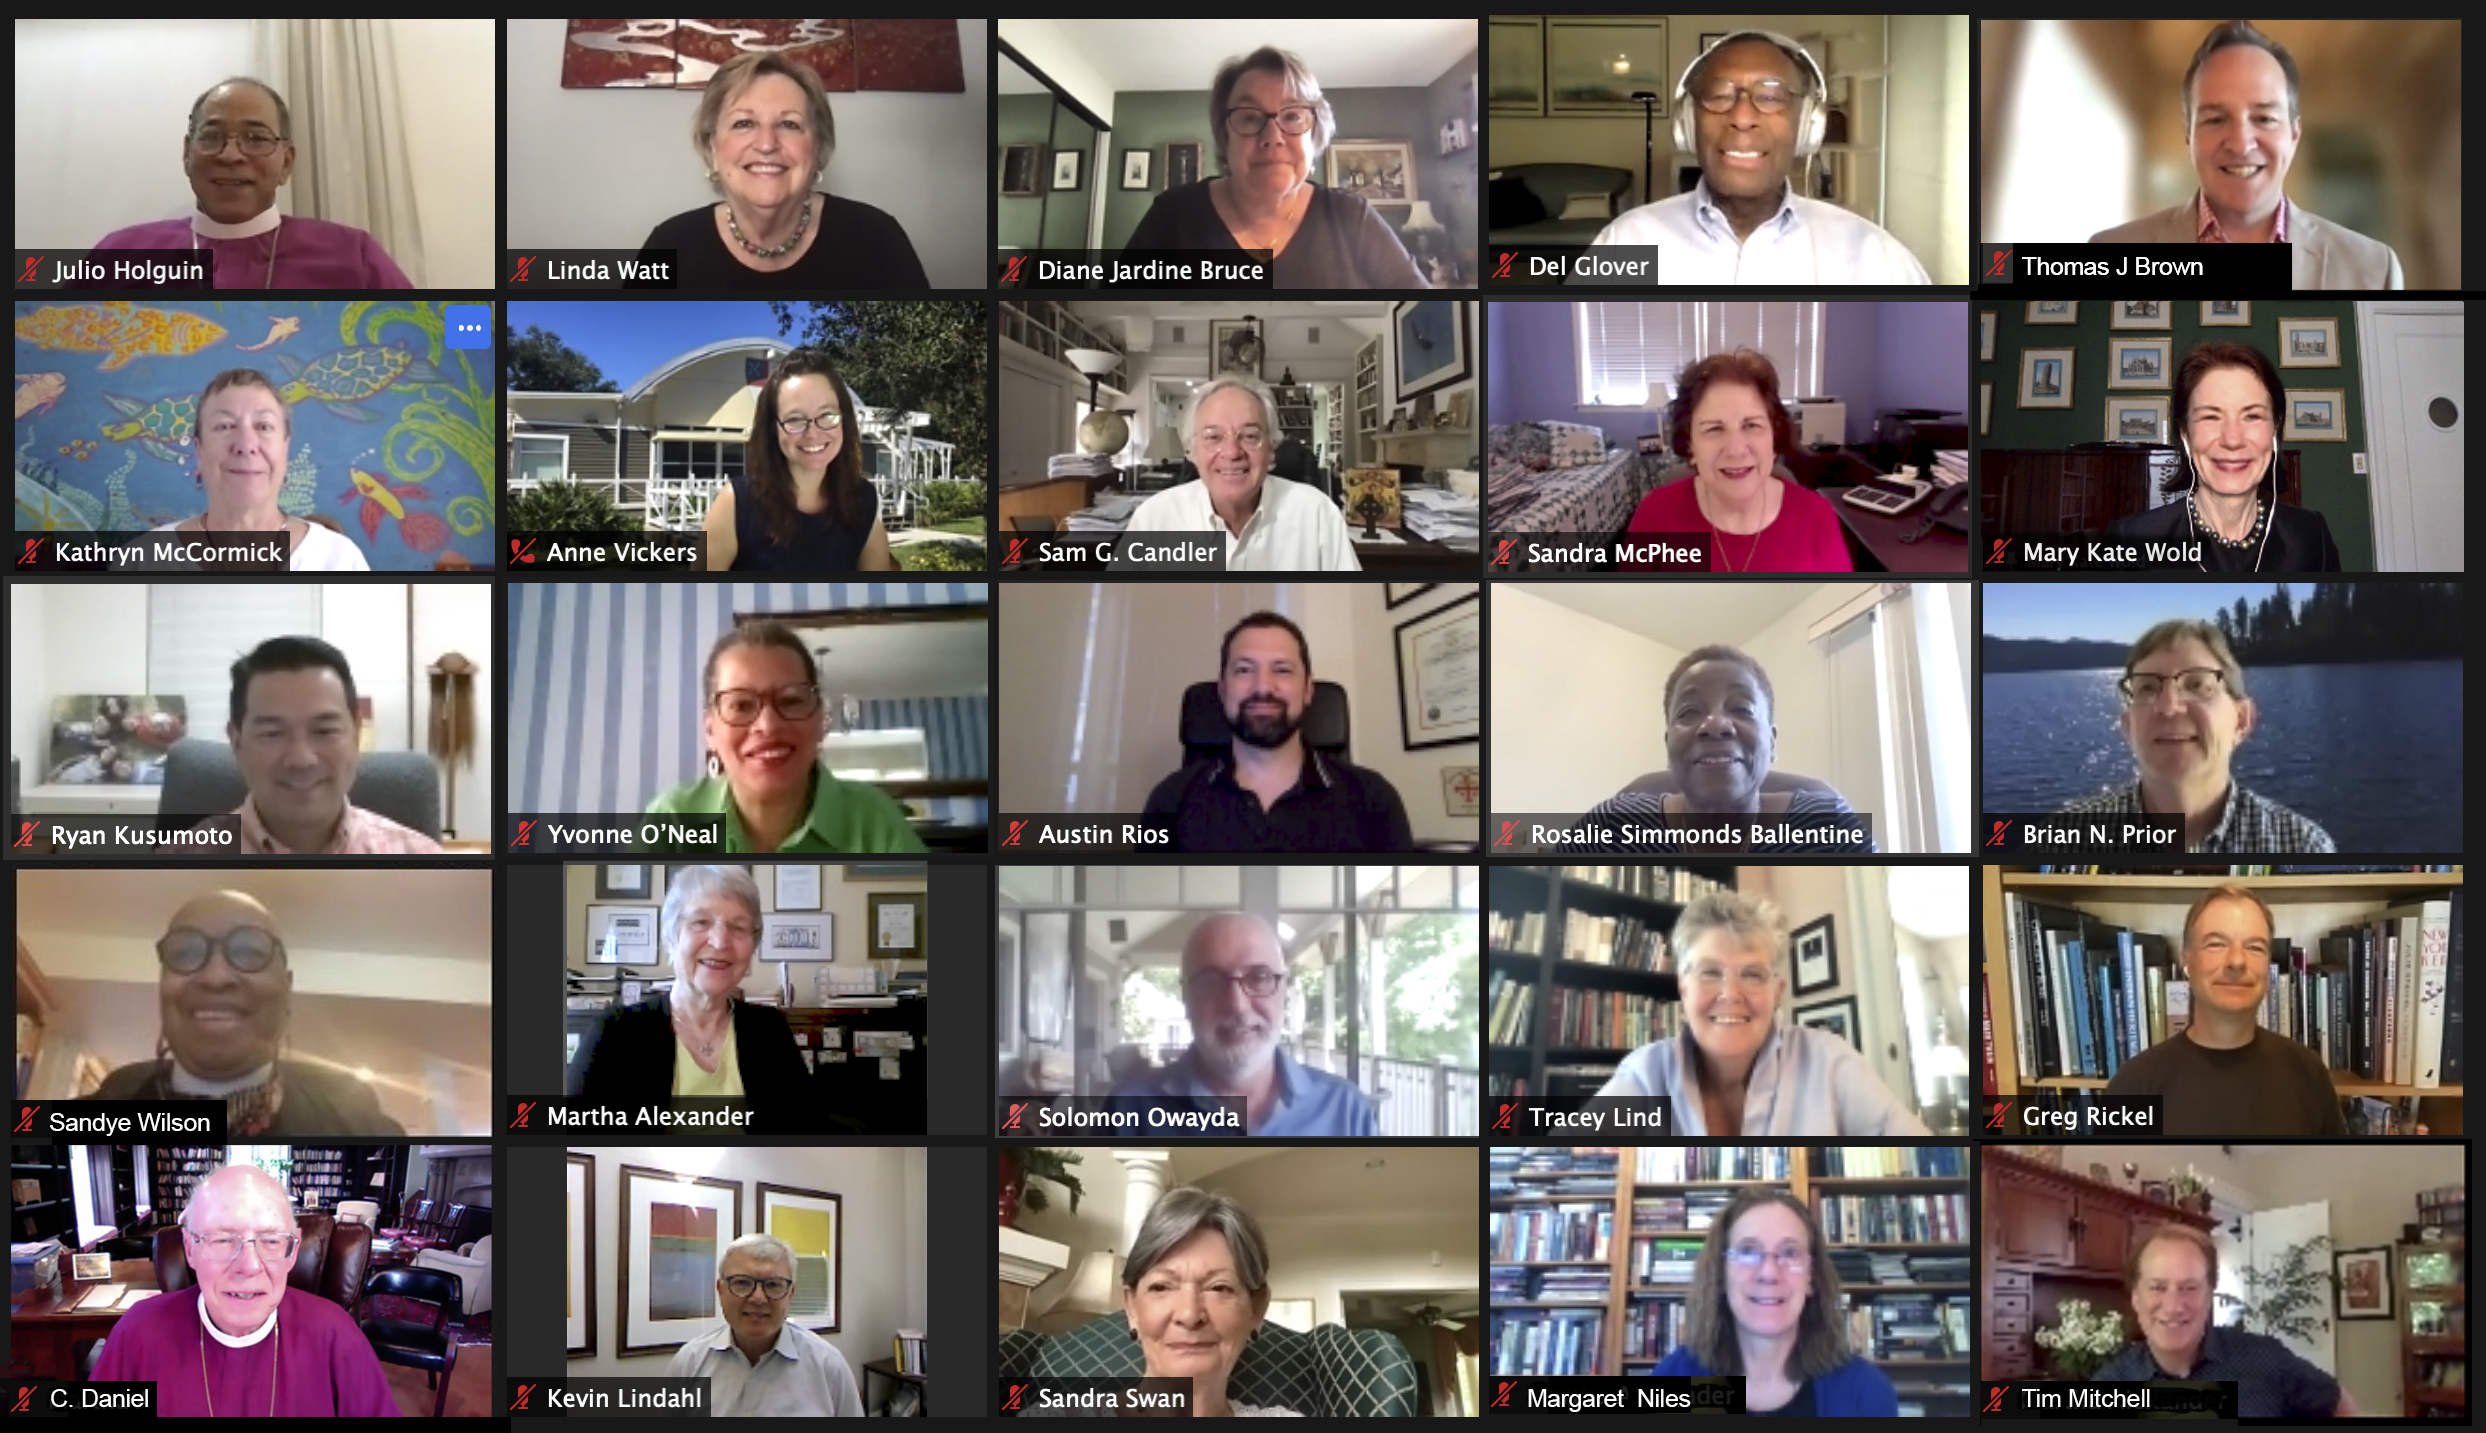 Julio Holguin
Linda Watt
Diane Jardine Bruce
Del Glover
Thomas J Brown
Kathryn McCormick
Anne Vickers
Sam G. Candler
Sandra McPhee
Mary Kate Wold
Ryan Kusumoto
Yvonne O'Neal
Austin Rios
Rosalie Simmonds Ballentine
Brian N. Prior
Sandye Wilson
Martha Alexander
Solomon Owayda
Tracey Lind
Greg Rickel
NEW
C. Daniel
Kevin Lindahl
Sandra Swan
Margaret Niles
Tim Mitchell